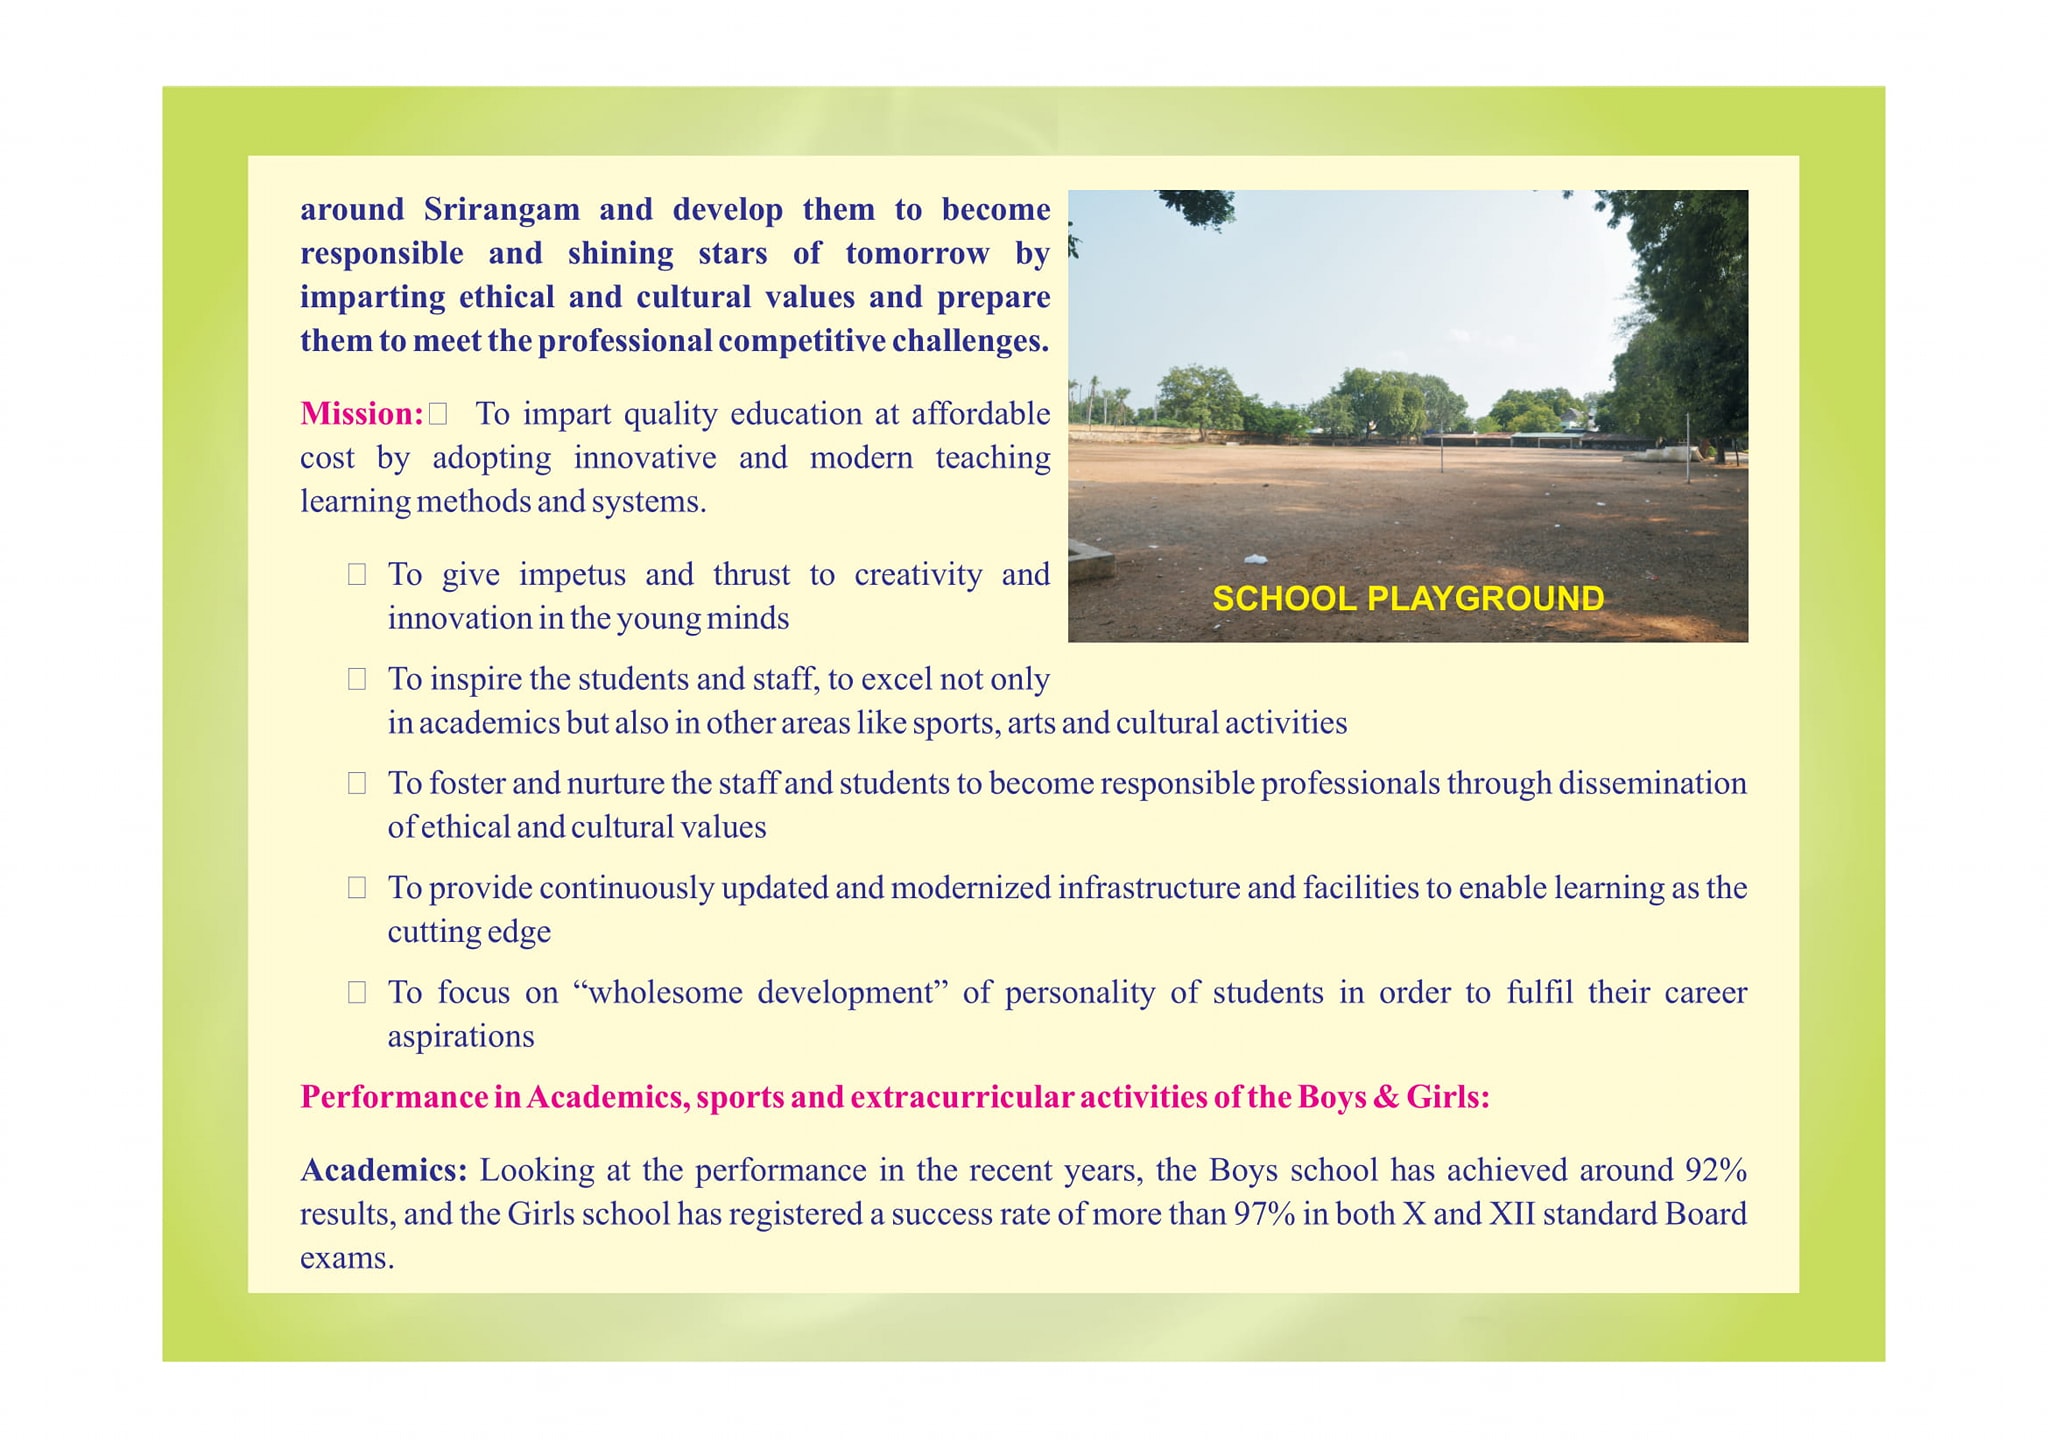 around Srirangam and develop them to become
responsible and shining stars of tomorrow by
imparting ethical and cultural values and prepare
them to meet the professional competitive challenges.
Mission:□ To impart quality education at affordable
cost by adopting innovative and modern teaching
learning methods and systems.
□ To give impetus and thrust to creativity and
innovation in the young minds
□ To inspire the students and staff, to excel not only
in academics but also in other areas like sports, arts and cultural activities
□ To foster and nurture the staff and students to become responsible professionals through dissemination
of ethical and cultural values
□ To provide continuously updated and modernized infrastructure and facilities to enable learning as the
cutting edge
□ To focus on “wholesome development” of personality of students in order to fulfil their career
aspirations
Performance in Academics, sports and extracurricular activities of the Boys & Girls:
Academics: Looking at the performance in the recent years, the Boys school has achieved around 92%
results, and the Girls school has registered a success rate of more than 97% in both X and XII standard Board
exams.
SCHOOL PLAYGROUND